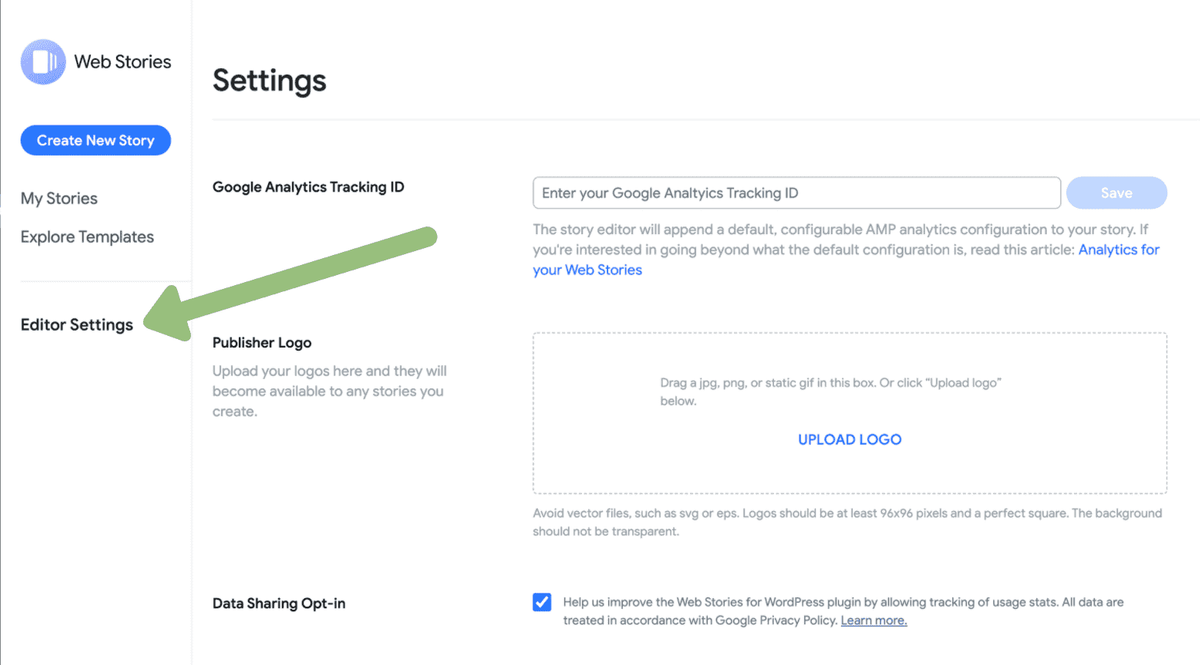 Web Stories
Create New Story
My Stories
Explore Templates
Editor Settings
Settings
Google Analytics Tracking ID
Enter your Google Analtyics Tracking ID
Save
The story editor will append a default, configurable AMP analytics configuration to your story. If
you're interested in going beyond what the default configuration is, read this article: Analytics for
your Web Stories
Publisher Logo
Upload your logos here and they will
become available to any stories you
create.
Drag a jpg, png, or static gif in this box. Or click “Upload logo”
below.
UPLOAD LOGO
Avoid vector files, such as svg or eps. Logos should be at least 96x96 pixels and a perfect square. The background
should not be transparent.
Data Sharing Opt-in
Help us improve the Web Stories for WordPress plugin by allowing tracking of usage stats. All data are
treated in accordance with Google Privacy Policy. Learn more.